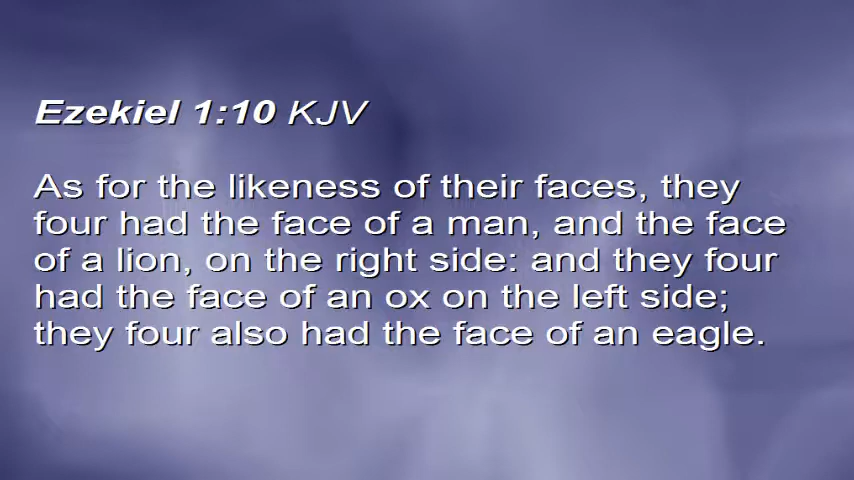 Ezekiel 1:10 KJV
As for the likeness of their faces, they
four had the face of a man, and the face
of a lion, on the right side: and they four
had the face of an ox on the left side;
they four also had the face of an eagle.